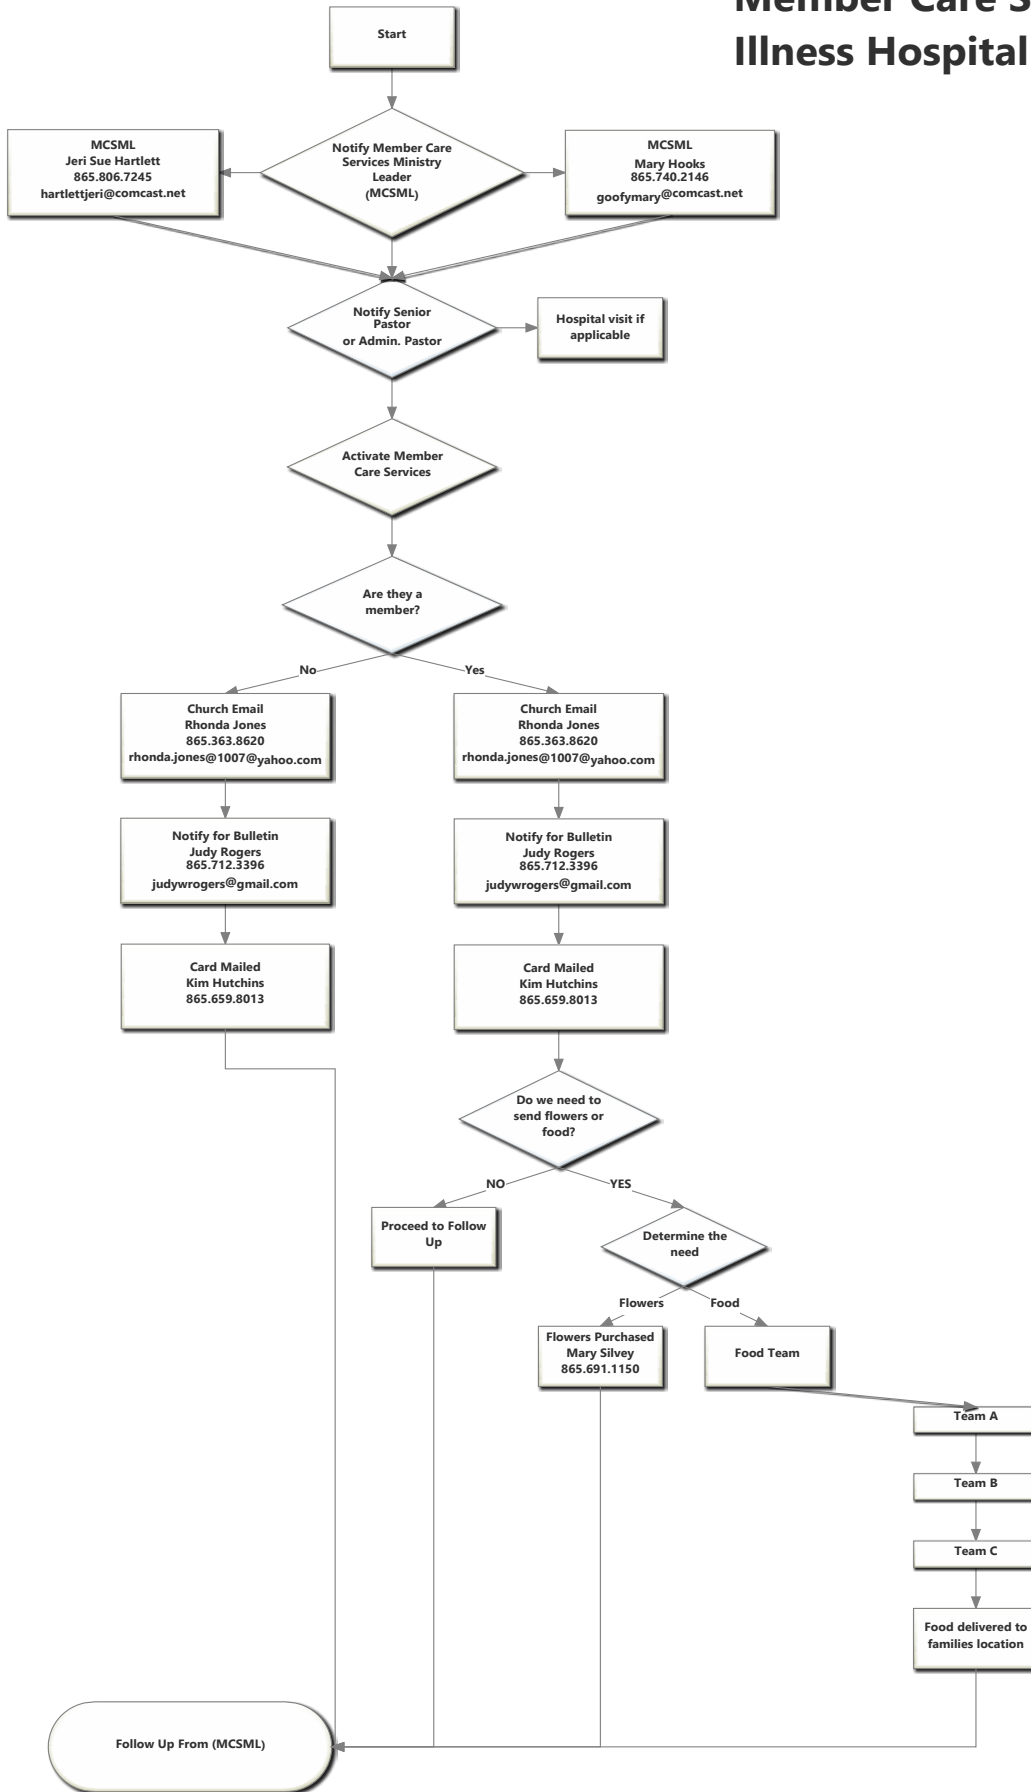 Member Care S
Illness Hospital
Start
Notify Member Care
Services Ministry
Leader
(MCSML)
MCSML
Jeri Sue Hartlett
865.806.7245
hartlettjeri@comcast.net
MCSML
Mary Hooks
865.740.2146
goofymary@comcast.net
Notify Senior
Pastor
or Admin. Pastor
Hospital visit if
applicable
Activate Member
Care Services
Are they a
member?
No
Yes
Church Email
Rhonda Jones
865.363.8620
rhonda.jones@1007@yahoo.com
Church Email
Rhonda Jones
865.363.8620
rhonda.jones@1007@yahoo.com
Notify for Bulletin
Judy Rogers
865.712.3396
judywrogers@gmail.com
Notify for Bulletin
Judy Rogers
865.712.3396
judywrogers@gmail.com
Card Mailed
Kim Hutchins
865.659.8013
Card Mailed
Kim Hutchins
865.659.8013
Do we need to
send flowers or
food?
NO
YES
Proceed to Follow
Up
Determine the
need
Flowers
Food
Flowers Purchased
Mary Silvey
865.691.1150
Food Team
Team A
Team B
Team C
Food delivered to
families location
Follow Up From (MCSML)